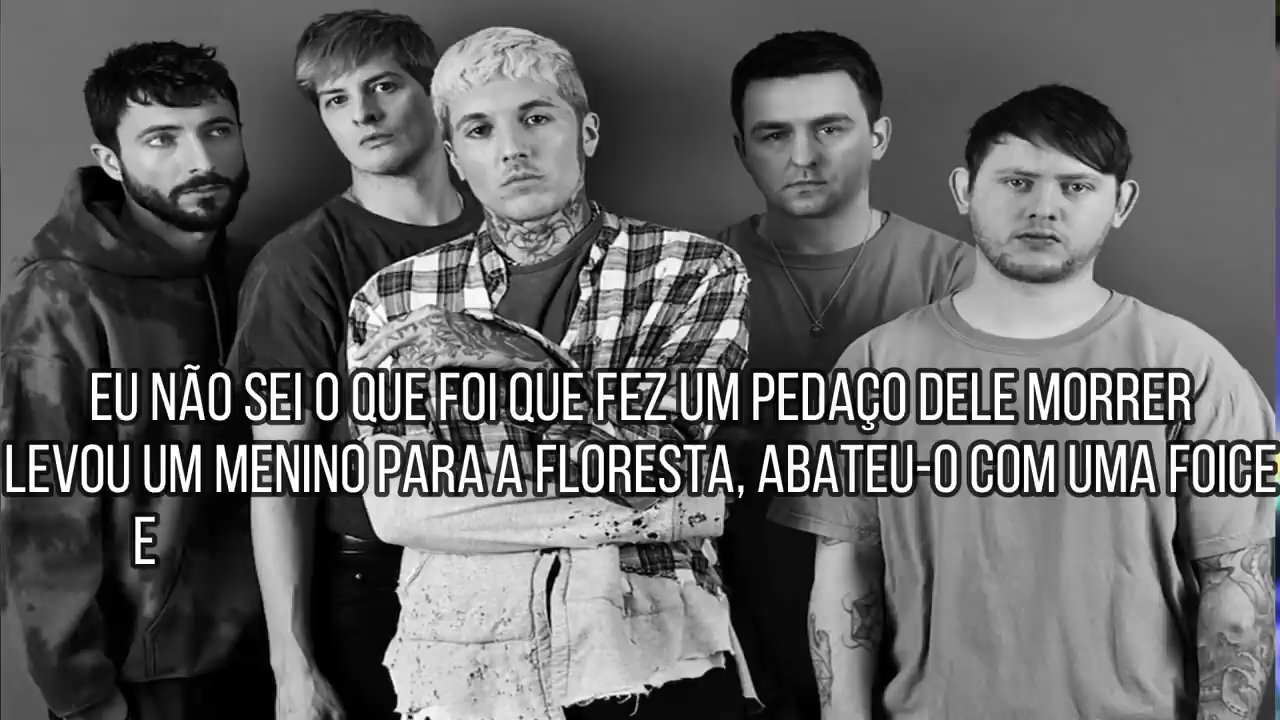 EU NÃO SEI O QUE FOI QUE FEZ UM PEDAÇO DELE MORRER
LEVOU UM MENINO PARA A FLORESTA, ABATEU-O COM UMA FOICE
E